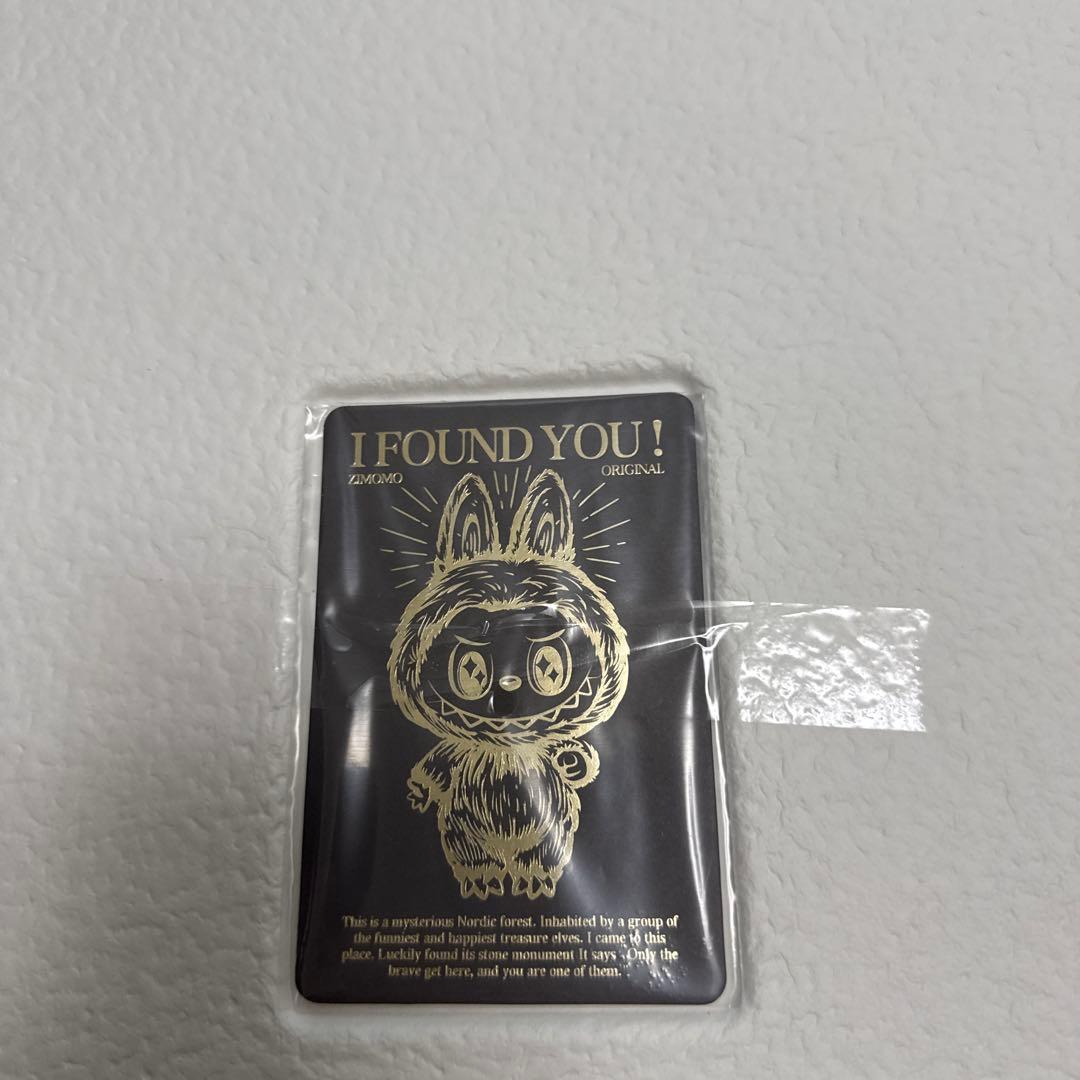 I FOUND YOU!
ZIMOMO ORIGINAL
This is a mysterious Nordic forest. Inhabited by a group of
the funniest and happiest treasure elves. I came to this
place. Luckily found its stone monument It says Only the
brave get here, and you are one of them.